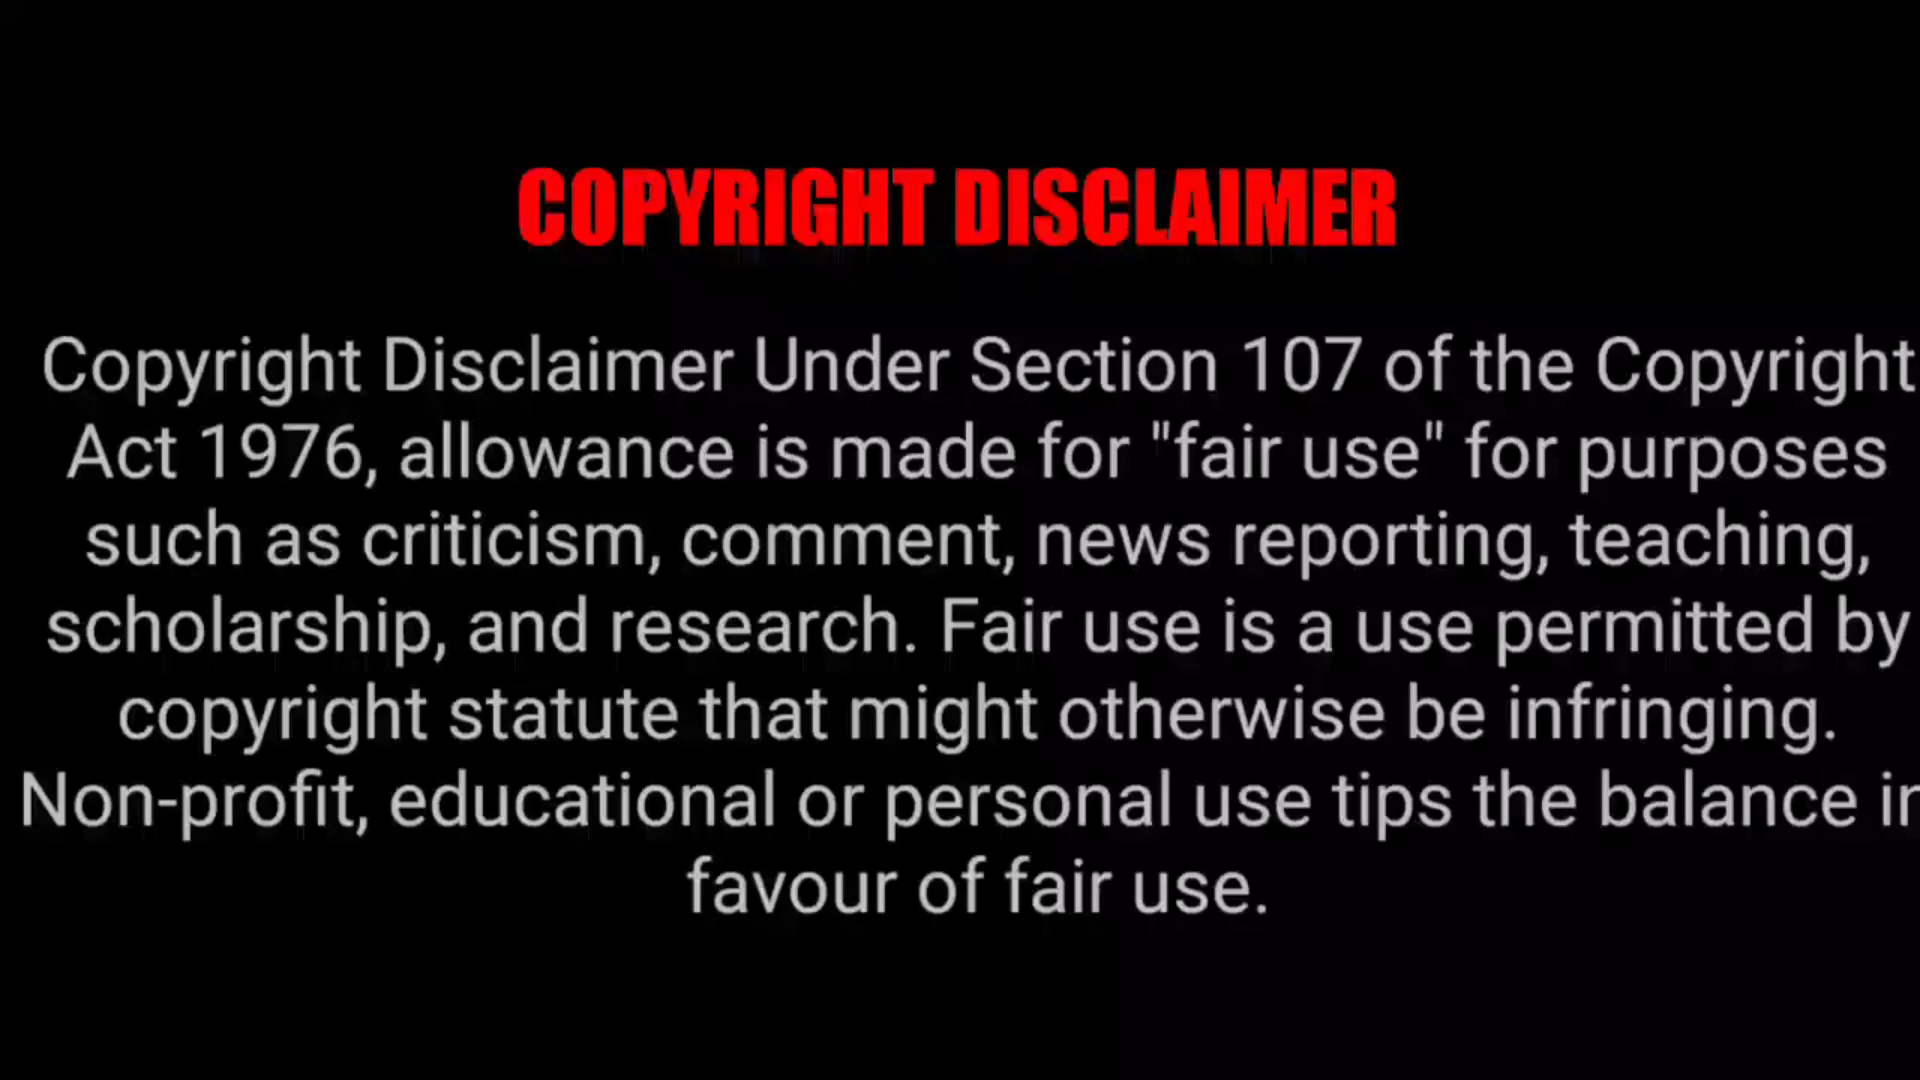 COPYRIGHT DISCLAIMER
Copyright Disclaimer Under Section 107 of the Copyright
Act 1976, allowance is made for "fair use" for purposes
such as criticism, comment, news reporting, teaching,
scholarship, and research. Fair use is a use permitted by
copyright statute that might otherwise be infringing.
Non-profit, educational or personal use tips the balance in
favour of fair use.